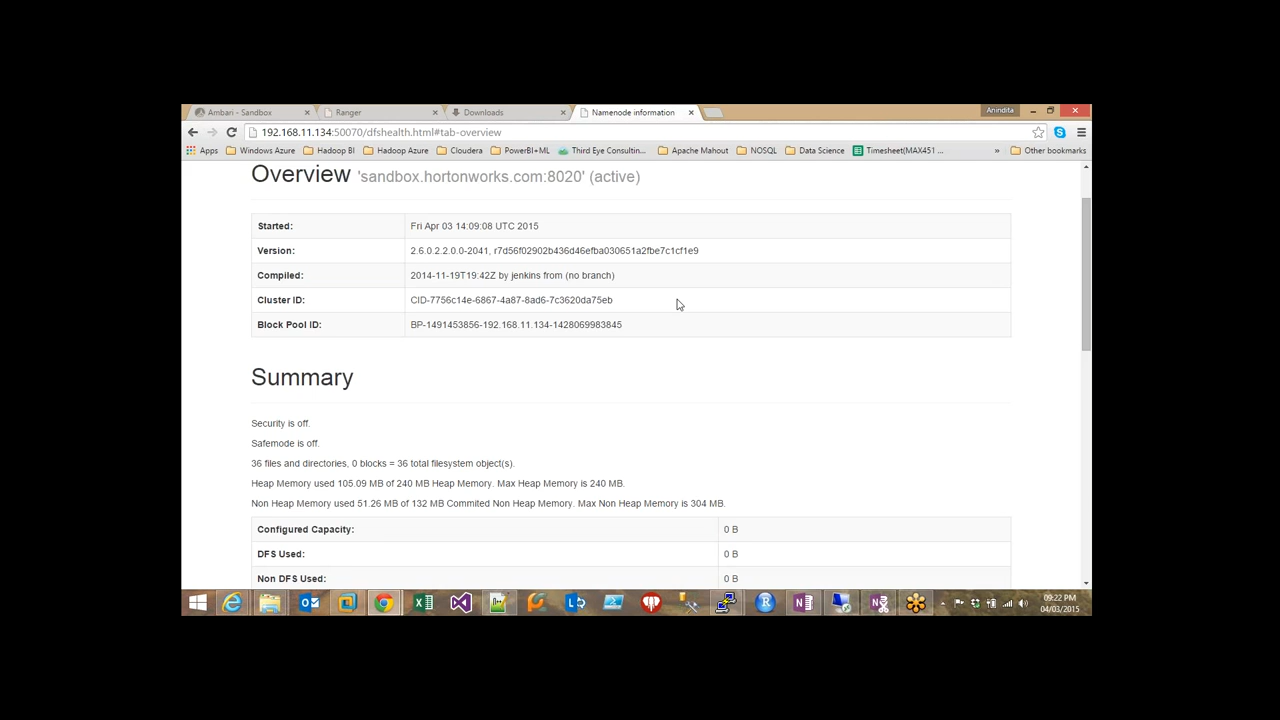 Ambari - Sandbox
Ranger
Downloads
Namenode information
Anindita
192.168.11.134:50070/dfshealth.html#tab-overview
Apps Windows Azure Hadoop BI Hadoop Azure Cloudera PowerBI+ML Third Eye Consultin... Apache Mahout NOSQL Data Science Timesheet(MAX451 ... » Other bookmarks
Overview 'sandbox.hortonworks.com:8020' (active)
Started: Fri Apr 03 14:09:08 UTC 2015
Version: 2.6.0.2.2.0.0-2041, r7d56f02902b436d46efba030651a2fbe7c1cf1e9
Compiled: 2014-11-19T19:42Z by jenkins from (no branch)
Cluster ID: CID-7756c14e-6867-4a87-8ad6-7c3620da75eb
Block Pool ID: BP-1491453856-192.168.11.134-1428069983845
Summary
Security is off.
Safemode is off.
36 files and directories, 0 blocks = 36 total filesystem object(s).
Heap Memory used 105.09 MB of 240 MB Heap Memory. Max Heap Memory is 240 MB.
Non Heap Memory used 51.26 MB of 132 MB Commited Non Heap Memory. Max Non Heap Memory is 304 MB.
Configured Capacity: 0 B
DFS Used: 0 B
Non DFS Used: 0 B
09:22 PM
04/03/2015